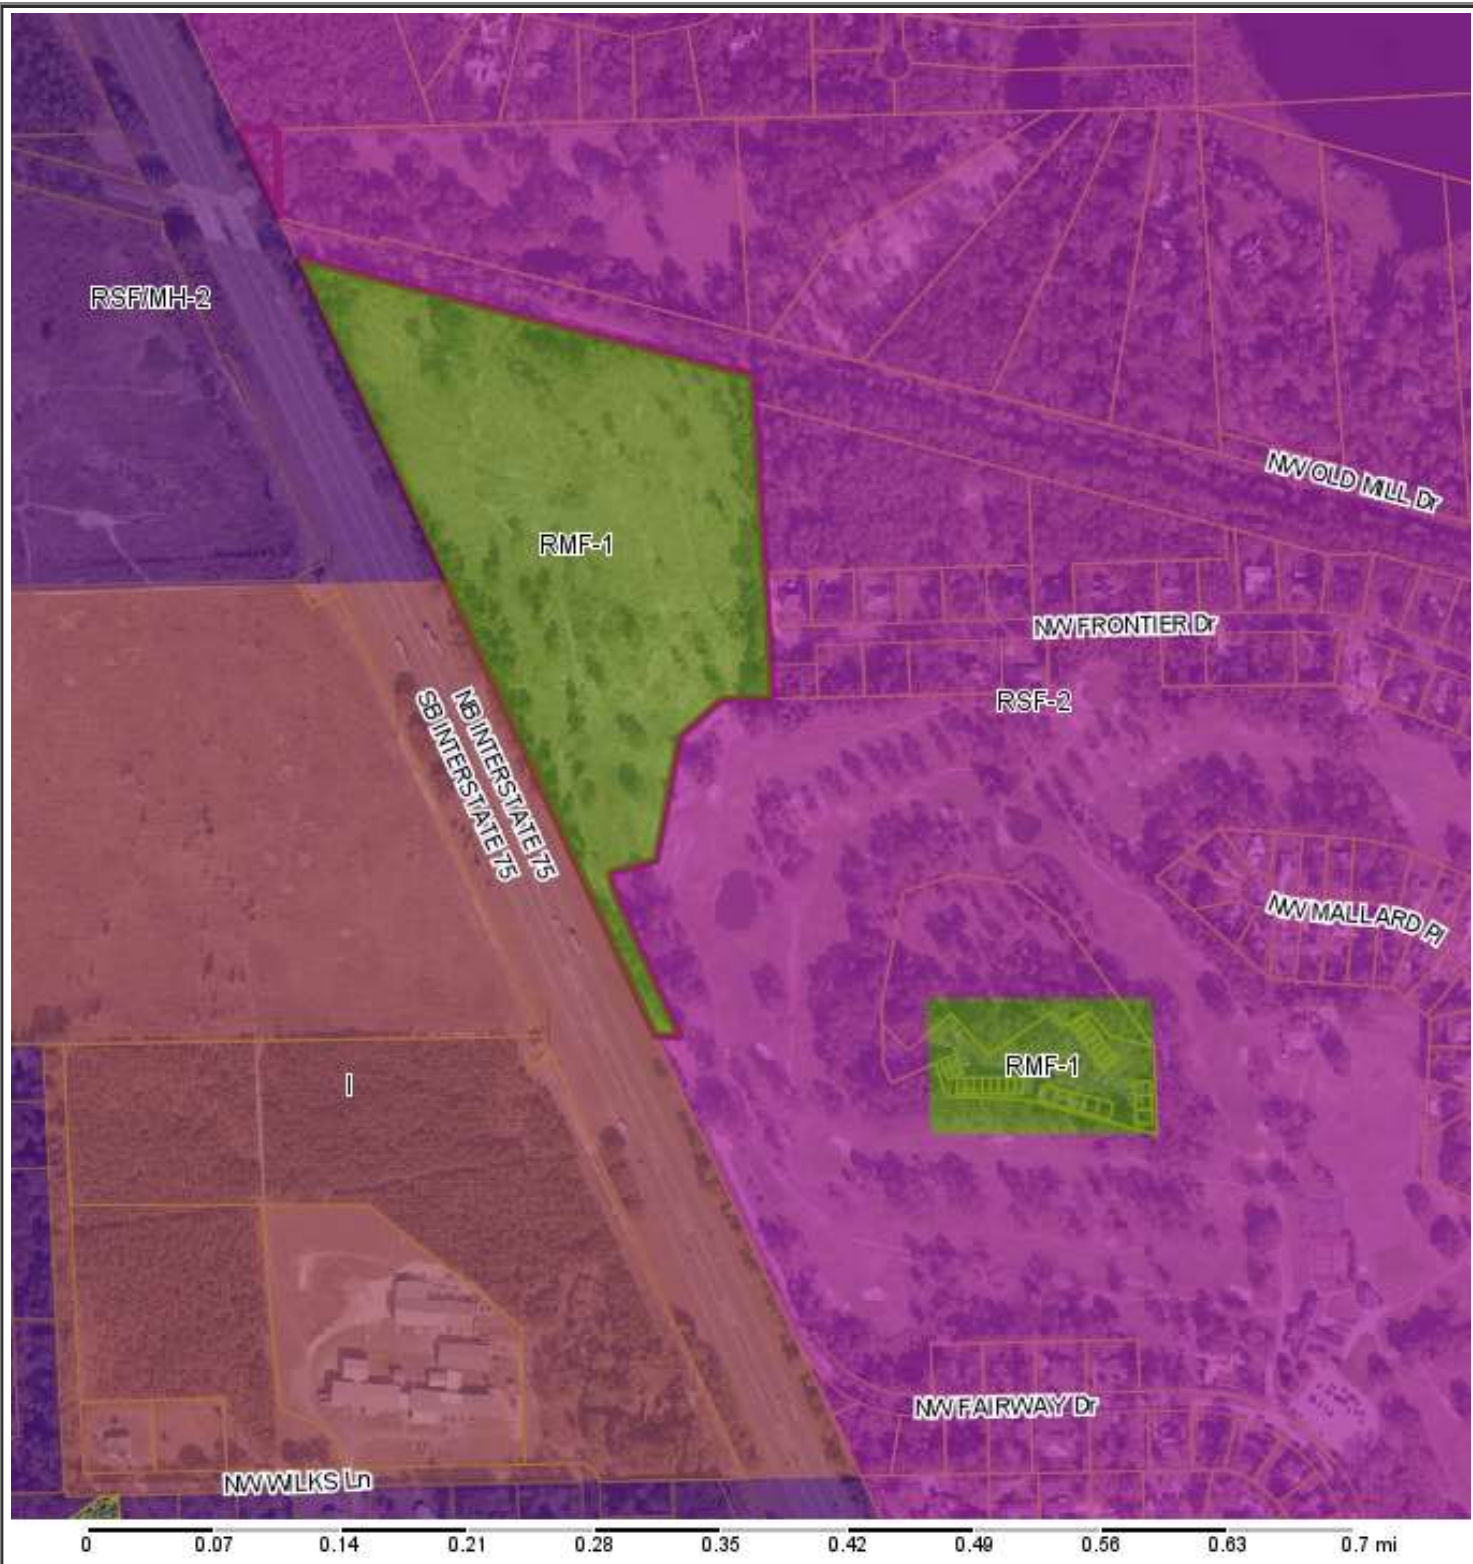 RSF/MH-2
NW OLD MILL Dr
RMF-1
NW FRONTIER Dr
RSF-2
NB INTERSTATE 75
SB INTERSTATE 75
NW MALLARD Pl
RMF-1
I
NW FAIRWAY Dr
NW WILKS Ln
0 0.07 0.14 0.21 0.28 0.35 0.42 0.49 0.56 0.63 0.7 mi